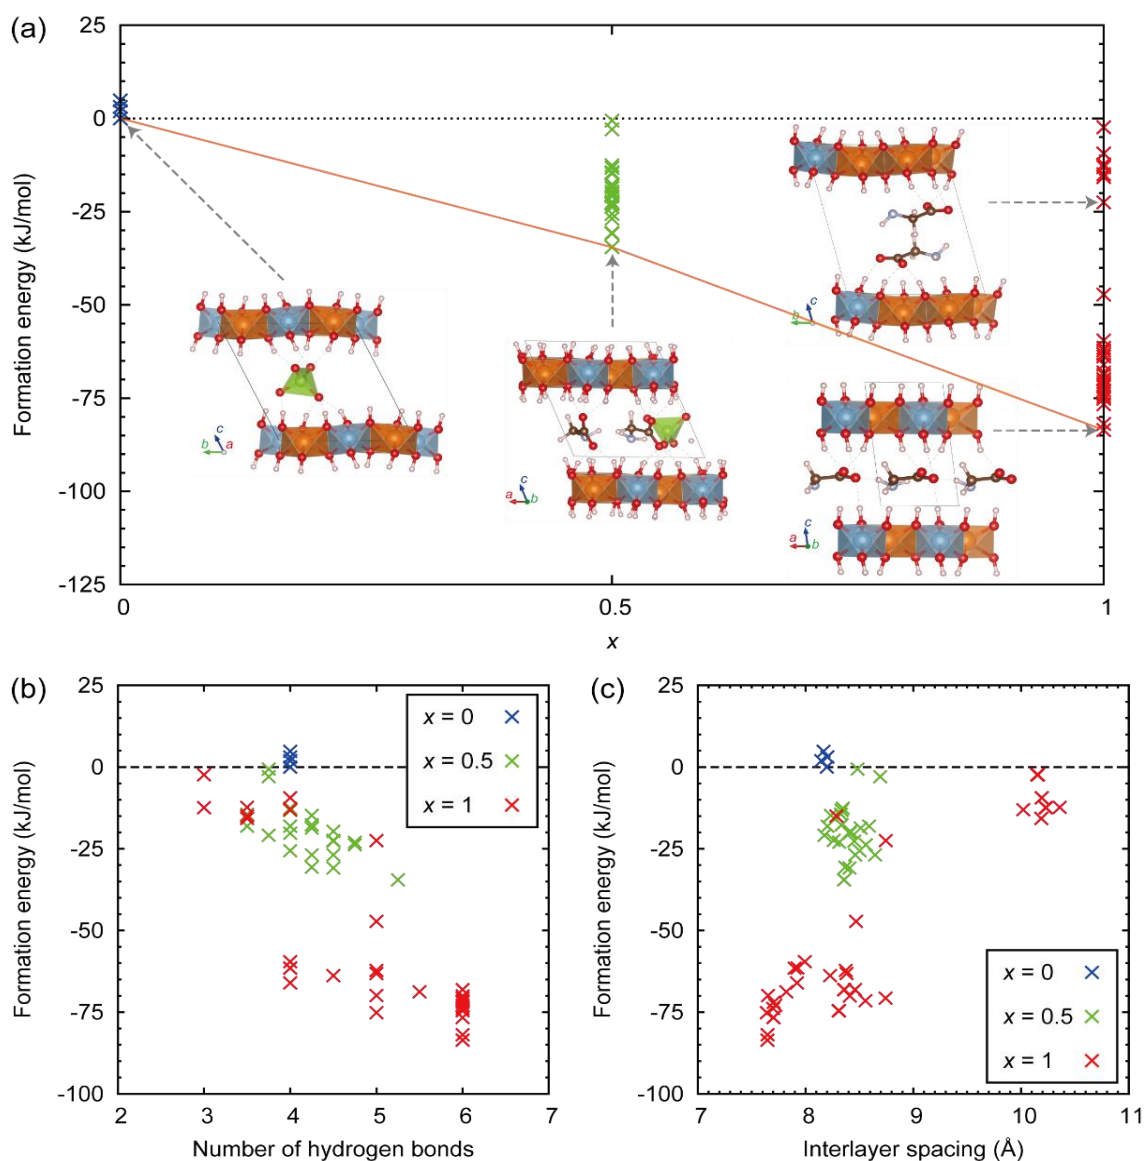 (a)
25
0
-25
-50
-75
-100
-125
Formation energy (kJ/mol)
0
0.5
1
x
c
b
a
c
a
b
c
b
a
c
a
b
(b)
25
0
-25
-50
-75
-100
Formation energy (kJ/mol)
2
3
4
5
6
7
Number of hydrogen bonds
x = 0
x = 0.5
x = 1
(c)
25
0
-25
-50
-75
-100
Formation energy (kJ/mol)
7
8
9
10
11
Interlayer spacing (Å)
x = 0
x = 0.5
x = 1